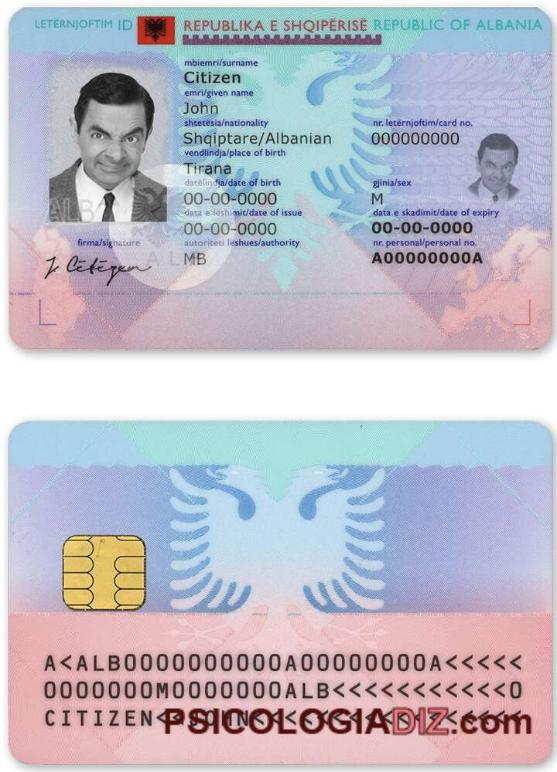 LETËRNJOFTIM ID REPUBLIKA E SHQIPËRISË REPUBLIC OF ALBANIA
mbiemri/surname
Citizen
emri/given name
John
shtetësia/nationality nr. letërnjoftim/card no.
Shqiptare/Albanian 000000000
vendlindja/place of birth
Tirana
datëlindja/date of birth gjinia/sex
00-00-0000 M
data e lëshimit/date of issue data e skadimit/date of expiry
00-00-0000 00-00-0000
firma/signature autoriteti lëshues/authority nr. personal/personal no.
J Citizen MB A00000000A
ALB
A L
A<ALB0000000000A00000000A<<<<<
0000000M0000000ALB<<<<<<<<<<<0
CITIZEN<<JOHN<<<<<<<<<<<<<<<<<
PSICOLOGIADIZ.com